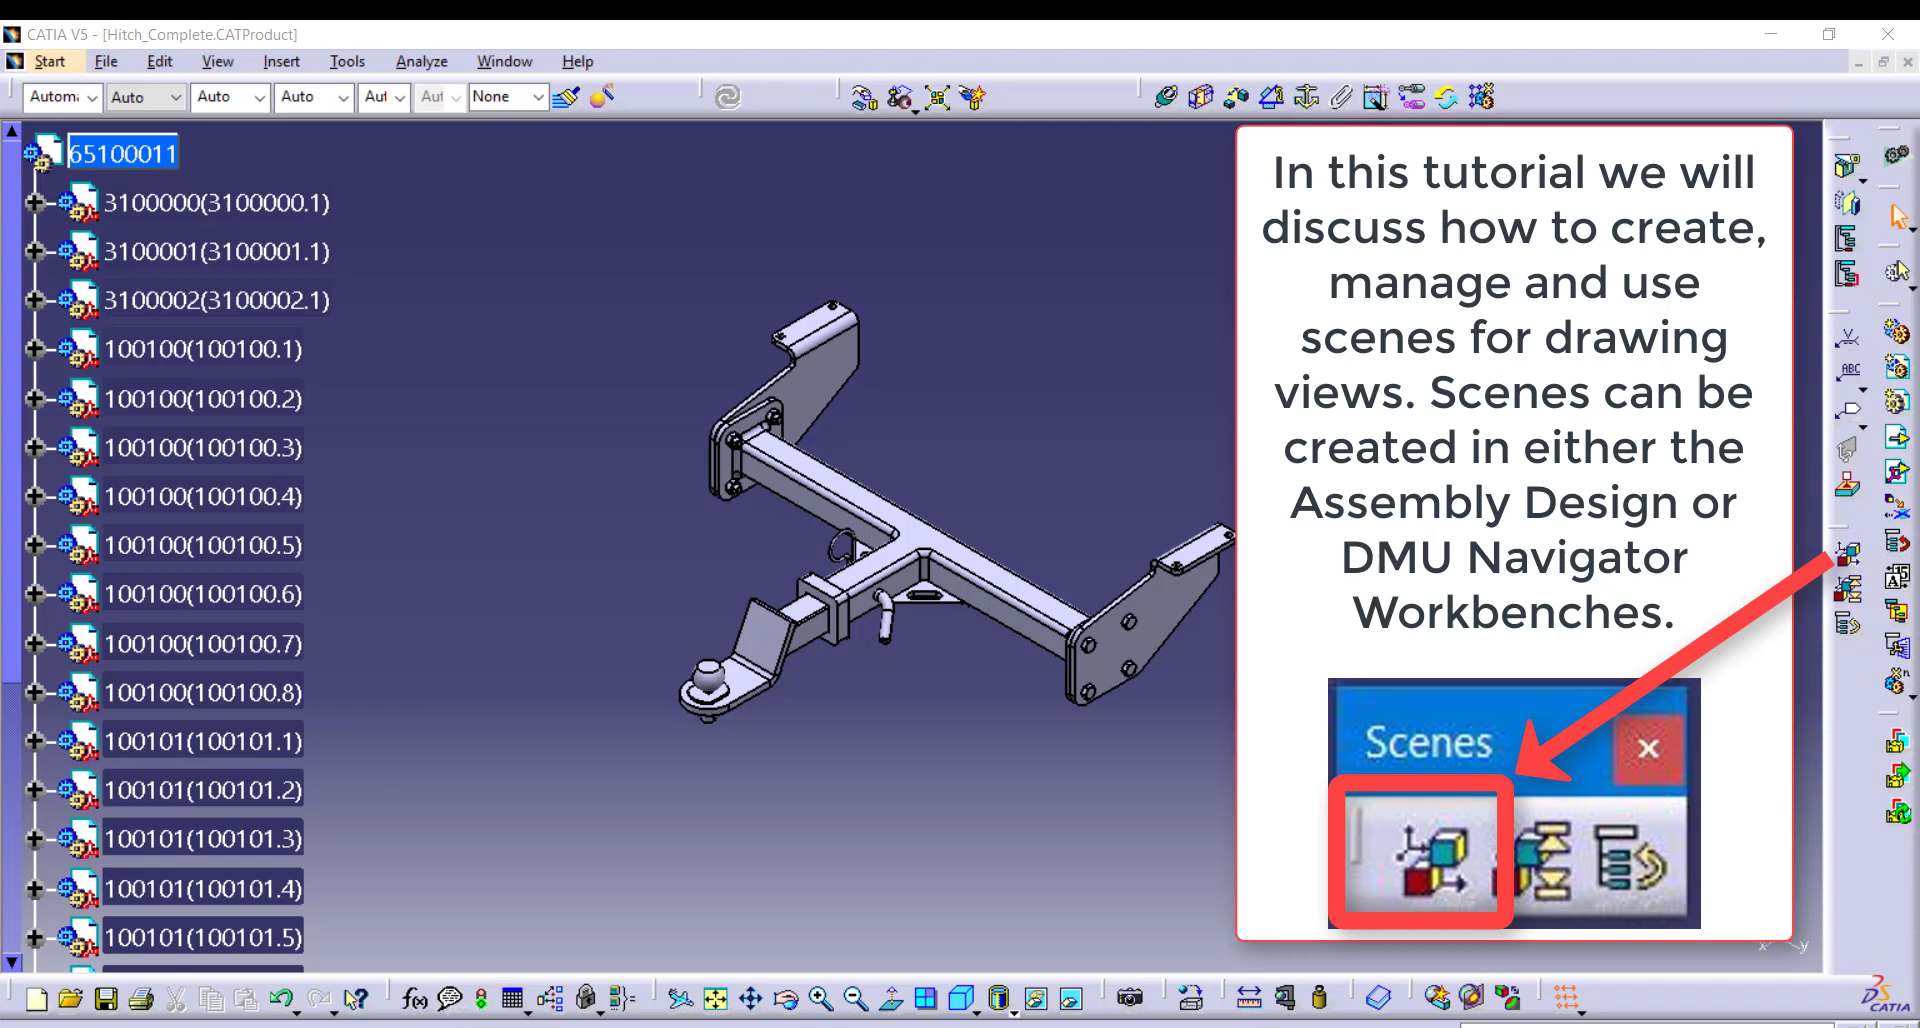 CATIA V5 - [Hitch_Complete.CATProduct]
Start File Edit View Insert Tools Analyze Window Help
Automa Auto Auto Auto Aut Aut None
65100011
3100000(3100000.1)
3100001(3100001.1)
3100002(3100002.1)
100100(100100.1)
100100(100100.2)
100100(100100.3)
100100(100100.4)
100100(100100.5)
100100(100100.6)
100100(100100.7)
100100(100100.8)
100101(100101.1)
100101(100101.2)
100101(100101.3)
100101(100101.4)
100101(100101.5)
In this tutorial we will
discuss how to create,
manage and use
scenes for drawing
views. Scenes can be
created in either the
Assembly Design or
DMU Navigator
Workbenches.
Scenes
ABC
x y
f(x)
CATIA